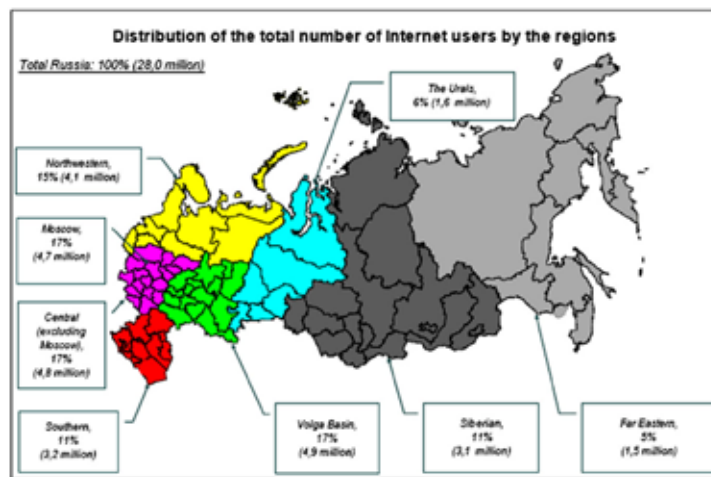 Distribution of the total number of Internet users by the regions
Total Russia: 100% (28,0 million)
The Urals,
6% (1,6 million)
Northwestern,
15% (4,1 million)
Moscow,
17%
(4,7 million)
Central
(excluding
Moscow),
17%
(4,8 million)
Southern,
11%
(3,2 million)
Volga Basin,
17%
(4,9 million)
Siberian,
11%
(3,1 million)
Far Eastern,
5%
(1,5 million)